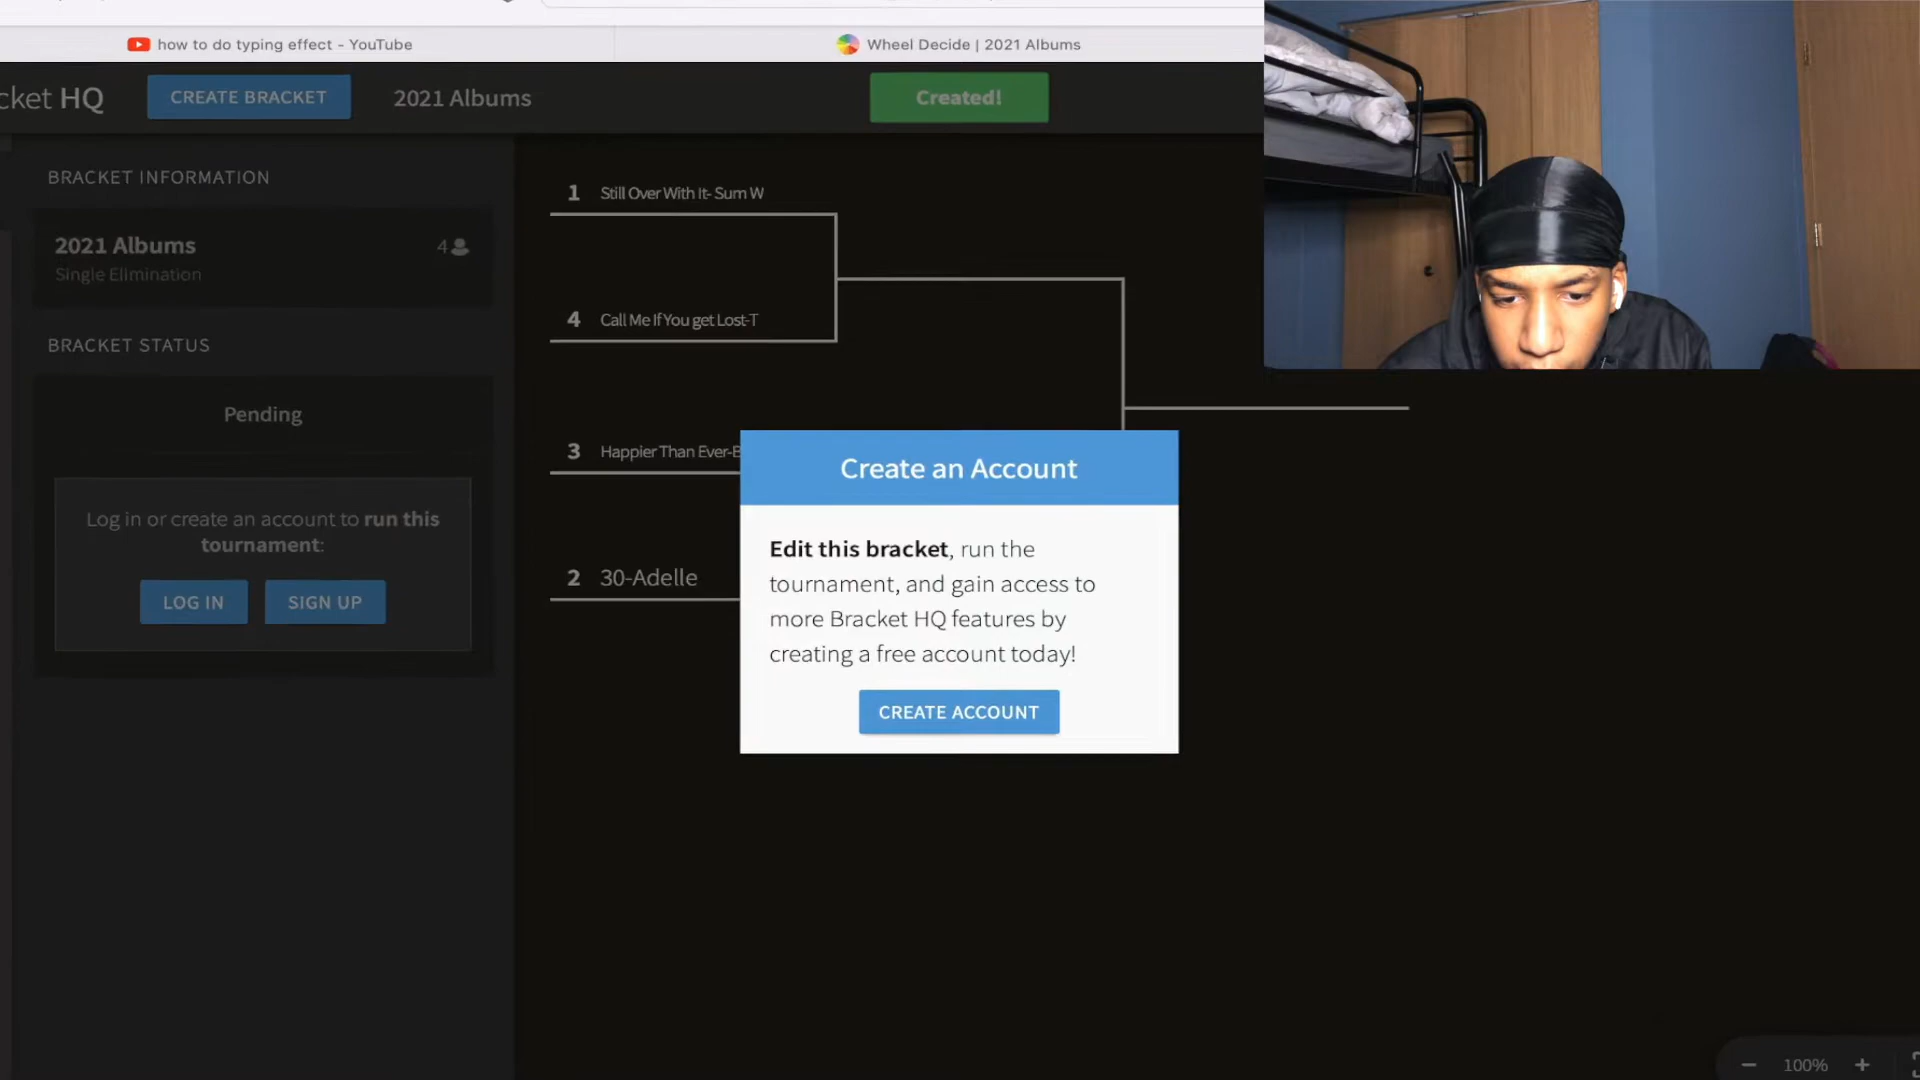 how to do typing effect - YouTube
Wheel Decide | 2021 Albums
cket HQ
CREATE BRACKET
2021 Albums
Created!
BRACKET INFORMATION
2021 Albums
4
Single Elimination
BRACKET STATUS
Pending
Log in or create an account to run this
tournament:
LOG IN
SIGN UP
1 Still Over With It- Sum W
4 Call Me If You get Lost-T
3 Happier Than Ever-B
2 30-Adelle
Create an Account
Edit this bracket, run the
tournament, and gain access to
more Bracket HQ features by
creating a free account today!
CREATE ACCOUNT
− 100% +